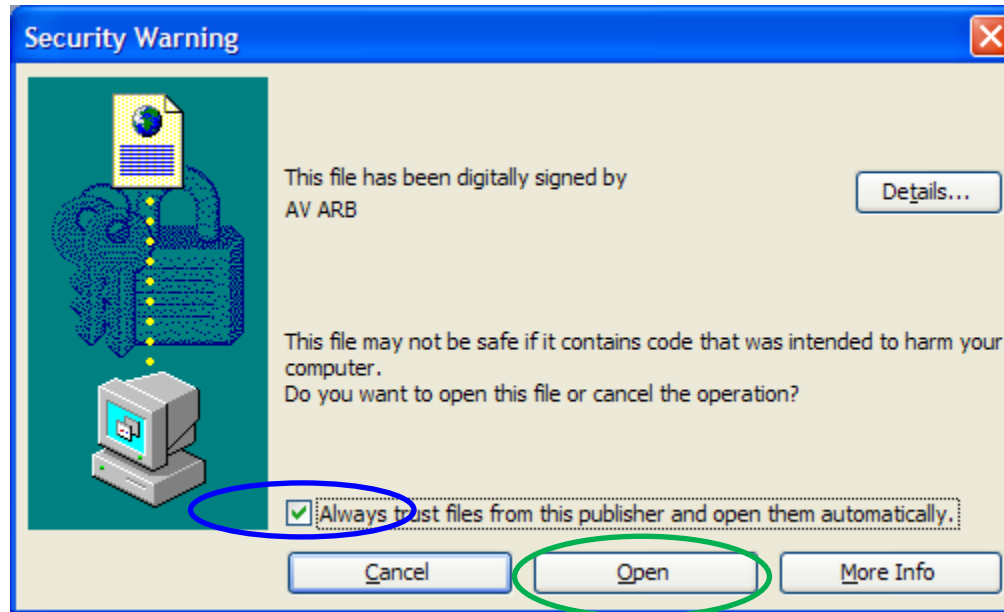 Security Warning
This file has been digitally signed by
AV ARB
Details...
This file may not be safe if it contains code that was intended to harm your
computer.
Do you want to open this file or cancel the operation?
Always trust files from this publisher and open them automatically.
Cancel Open More Info